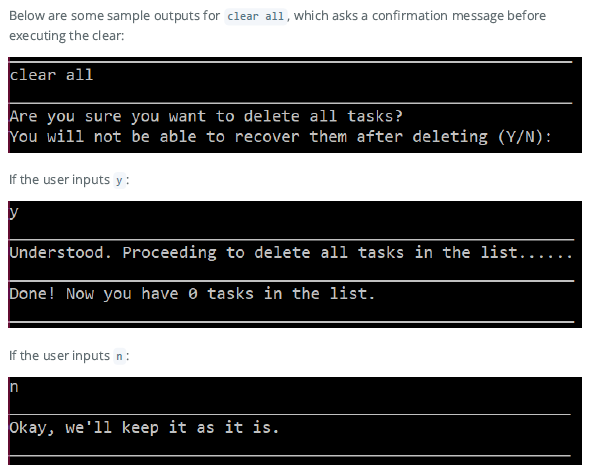 Below are some sample outputs for clear all, which asks a confirmation message before
executing the clear:
clear all
Are you sure you want to delete all tasks?
You will not be able to recover them after deleting (Y/N):
If the user inputs y:
y
Understood. Proceeding to delete all tasks in the list......
Done! Now you have 0 tasks in the list.
If the user inputs n:
n
Okay, we'll keep it as it is.